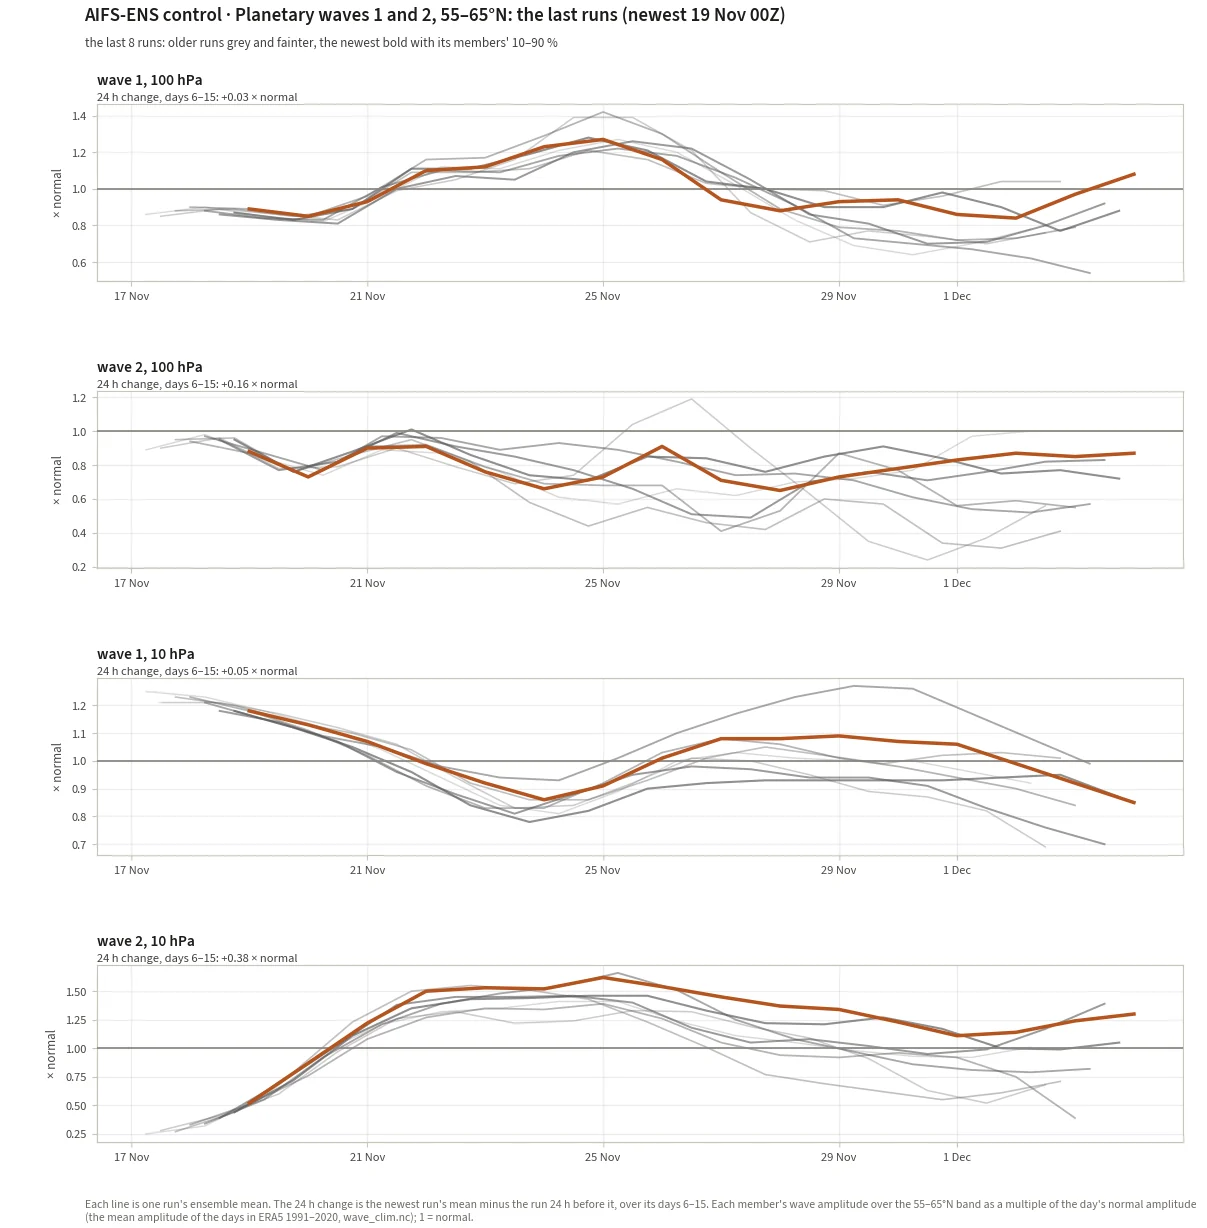 AIFS-ENS control · Planetary waves 1 and 2, 55–65°N: the last runs (newest 19 Nov 00Z)
the last 8 runs: older runs grey and fainter, the newest bold with its members' 10–90 %
wave 1, 100 hPa
24 h change, days 6–15: +0.03 × normal
1.4
1.2
1.0
0.8
0.6
× normal
17 Nov
21 Nov
25 Nov
29 Nov
1 Dec
wave 2, 100 hPa
24 h change, days 6–15: +0.16 × normal
1.2
1.0
0.8
0.6
0.4
0.2
× normal
17 Nov
21 Nov
25 Nov
29 Nov
1 Dec
wave 1, 10 hPa
24 h change, days 6–15: +0.05 × normal
1.2
1.1
1.0
0.9
0.8
0.7
× normal
17 Nov
21 Nov
25 Nov
29 Nov
1 Dec
wave 2, 10 hPa
24 h change, days 6–15: +0.38 × normal
1.50
1.25
1.00
0.75
0.50
0.25
× normal
17 Nov
21 Nov
25 Nov
29 Nov
1 Dec
Each line is one run's ensemble mean. The 24 h change is the newest run's mean minus the run 24 h before it, over its days 6–15. Each member's wave amplitude over the 55–65°N band as a multiple of the day's normal amplitude
(the mean amplitude of the days in ERA5 1991–2020, wave_clim.nc); 1 = normal.